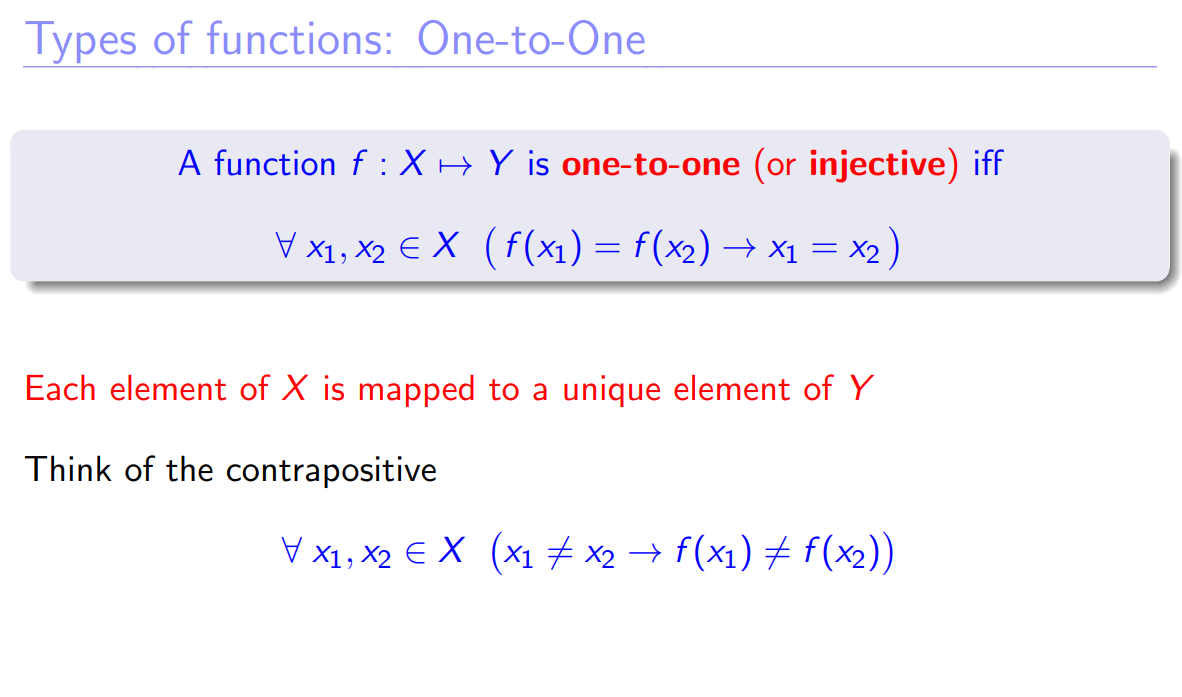 Types of functions: One-to-One
A function f : X ↦ Y is one-to-one (or injective) iff
∀ x₁, x₂ ∈ X (f(x₁) = f(x₂) → x₁ = x₂)
Each element of X is mapped to a unique element of Y
Think of the contrapositive
∀ x₁, x₂ ∈ X (x₁ ≠ x₂ → f(x₁) ≠ f(x₂))